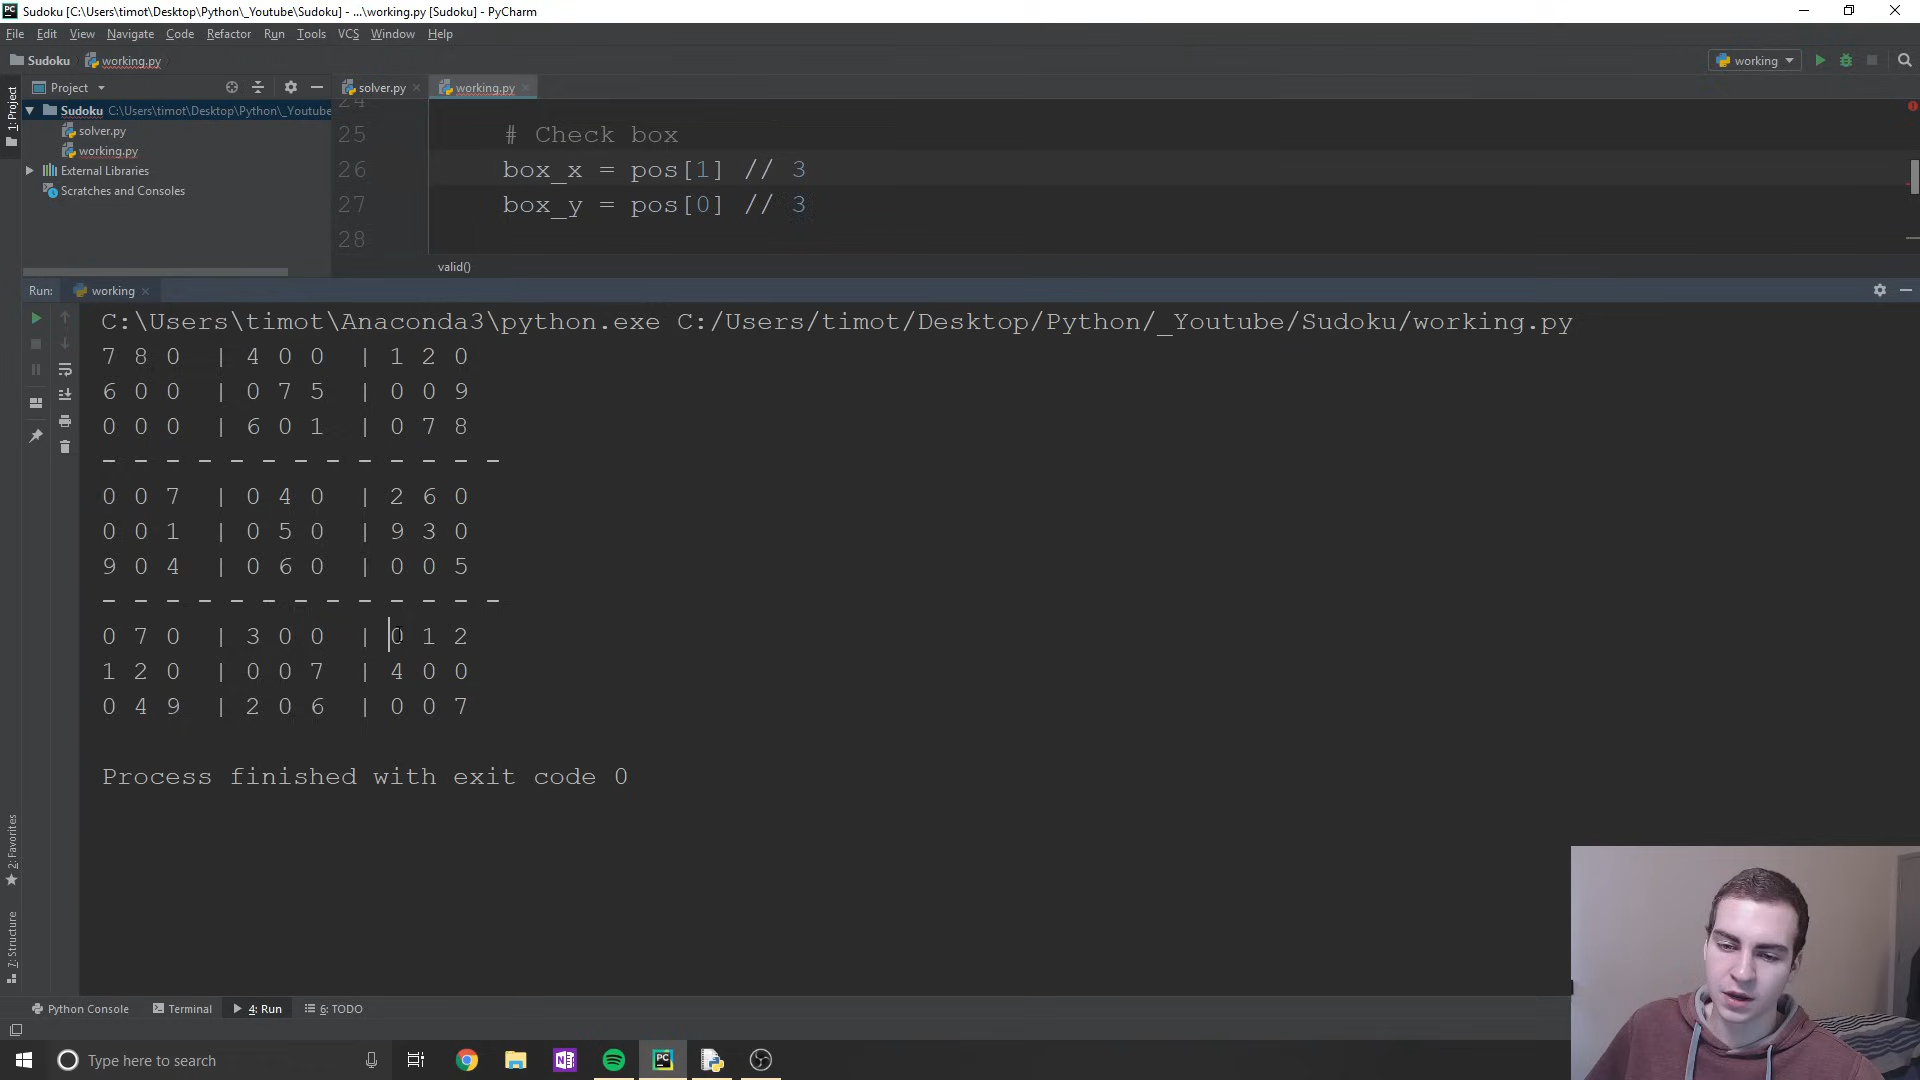 Sudoku [C:\Users\timot\Desktop\Python\_Youtube\Sudoku] - ...\working.py [Sudoku] - PyCharm
File Edit View Navigate Code Refactor Run Tools VCS Window Help
Sudoku working.py working
1: Project
Project
solver.py working.py
Sudoku C:\Users\timot\Desktop\Python\_Youtube
solver.py
working.py
External Libraries
Scratches and Consoles
24
25 # Check box
26 box_x = pos[1] // 3
27 box_y = pos[0] // 3
28
valid()
Run: working
C:\Users\timot\Anaconda3\python.exe C:/Users/timot/Desktop/Python/_Youtube/Sudoku/working.py
7 8 0 | 4 0 0 | 1 2 0
6 0 0 | 0 7 5 | 0 0 9
0 0 0 | 6 0 1 | 0 7 8
- - - - - - - - - - - - -
0 0 7 | 0 4 0 | 2 6 0
0 0 1 | 0 5 0 | 9 3 0
9 0 4 | 0 6 0 | 0 0 5
- - - - - - - - - - - - -
0 7 0 | 3 0 0 | 0 1 2
1 2 0 | 0 0 7 | 4 0 0
0 4 9 | 2 0 6 | 0 0 7
Process finished with exit code 0
2: Favorites
7: Structure
Python Console Terminal 4: Run 6: TODO
Type here to search